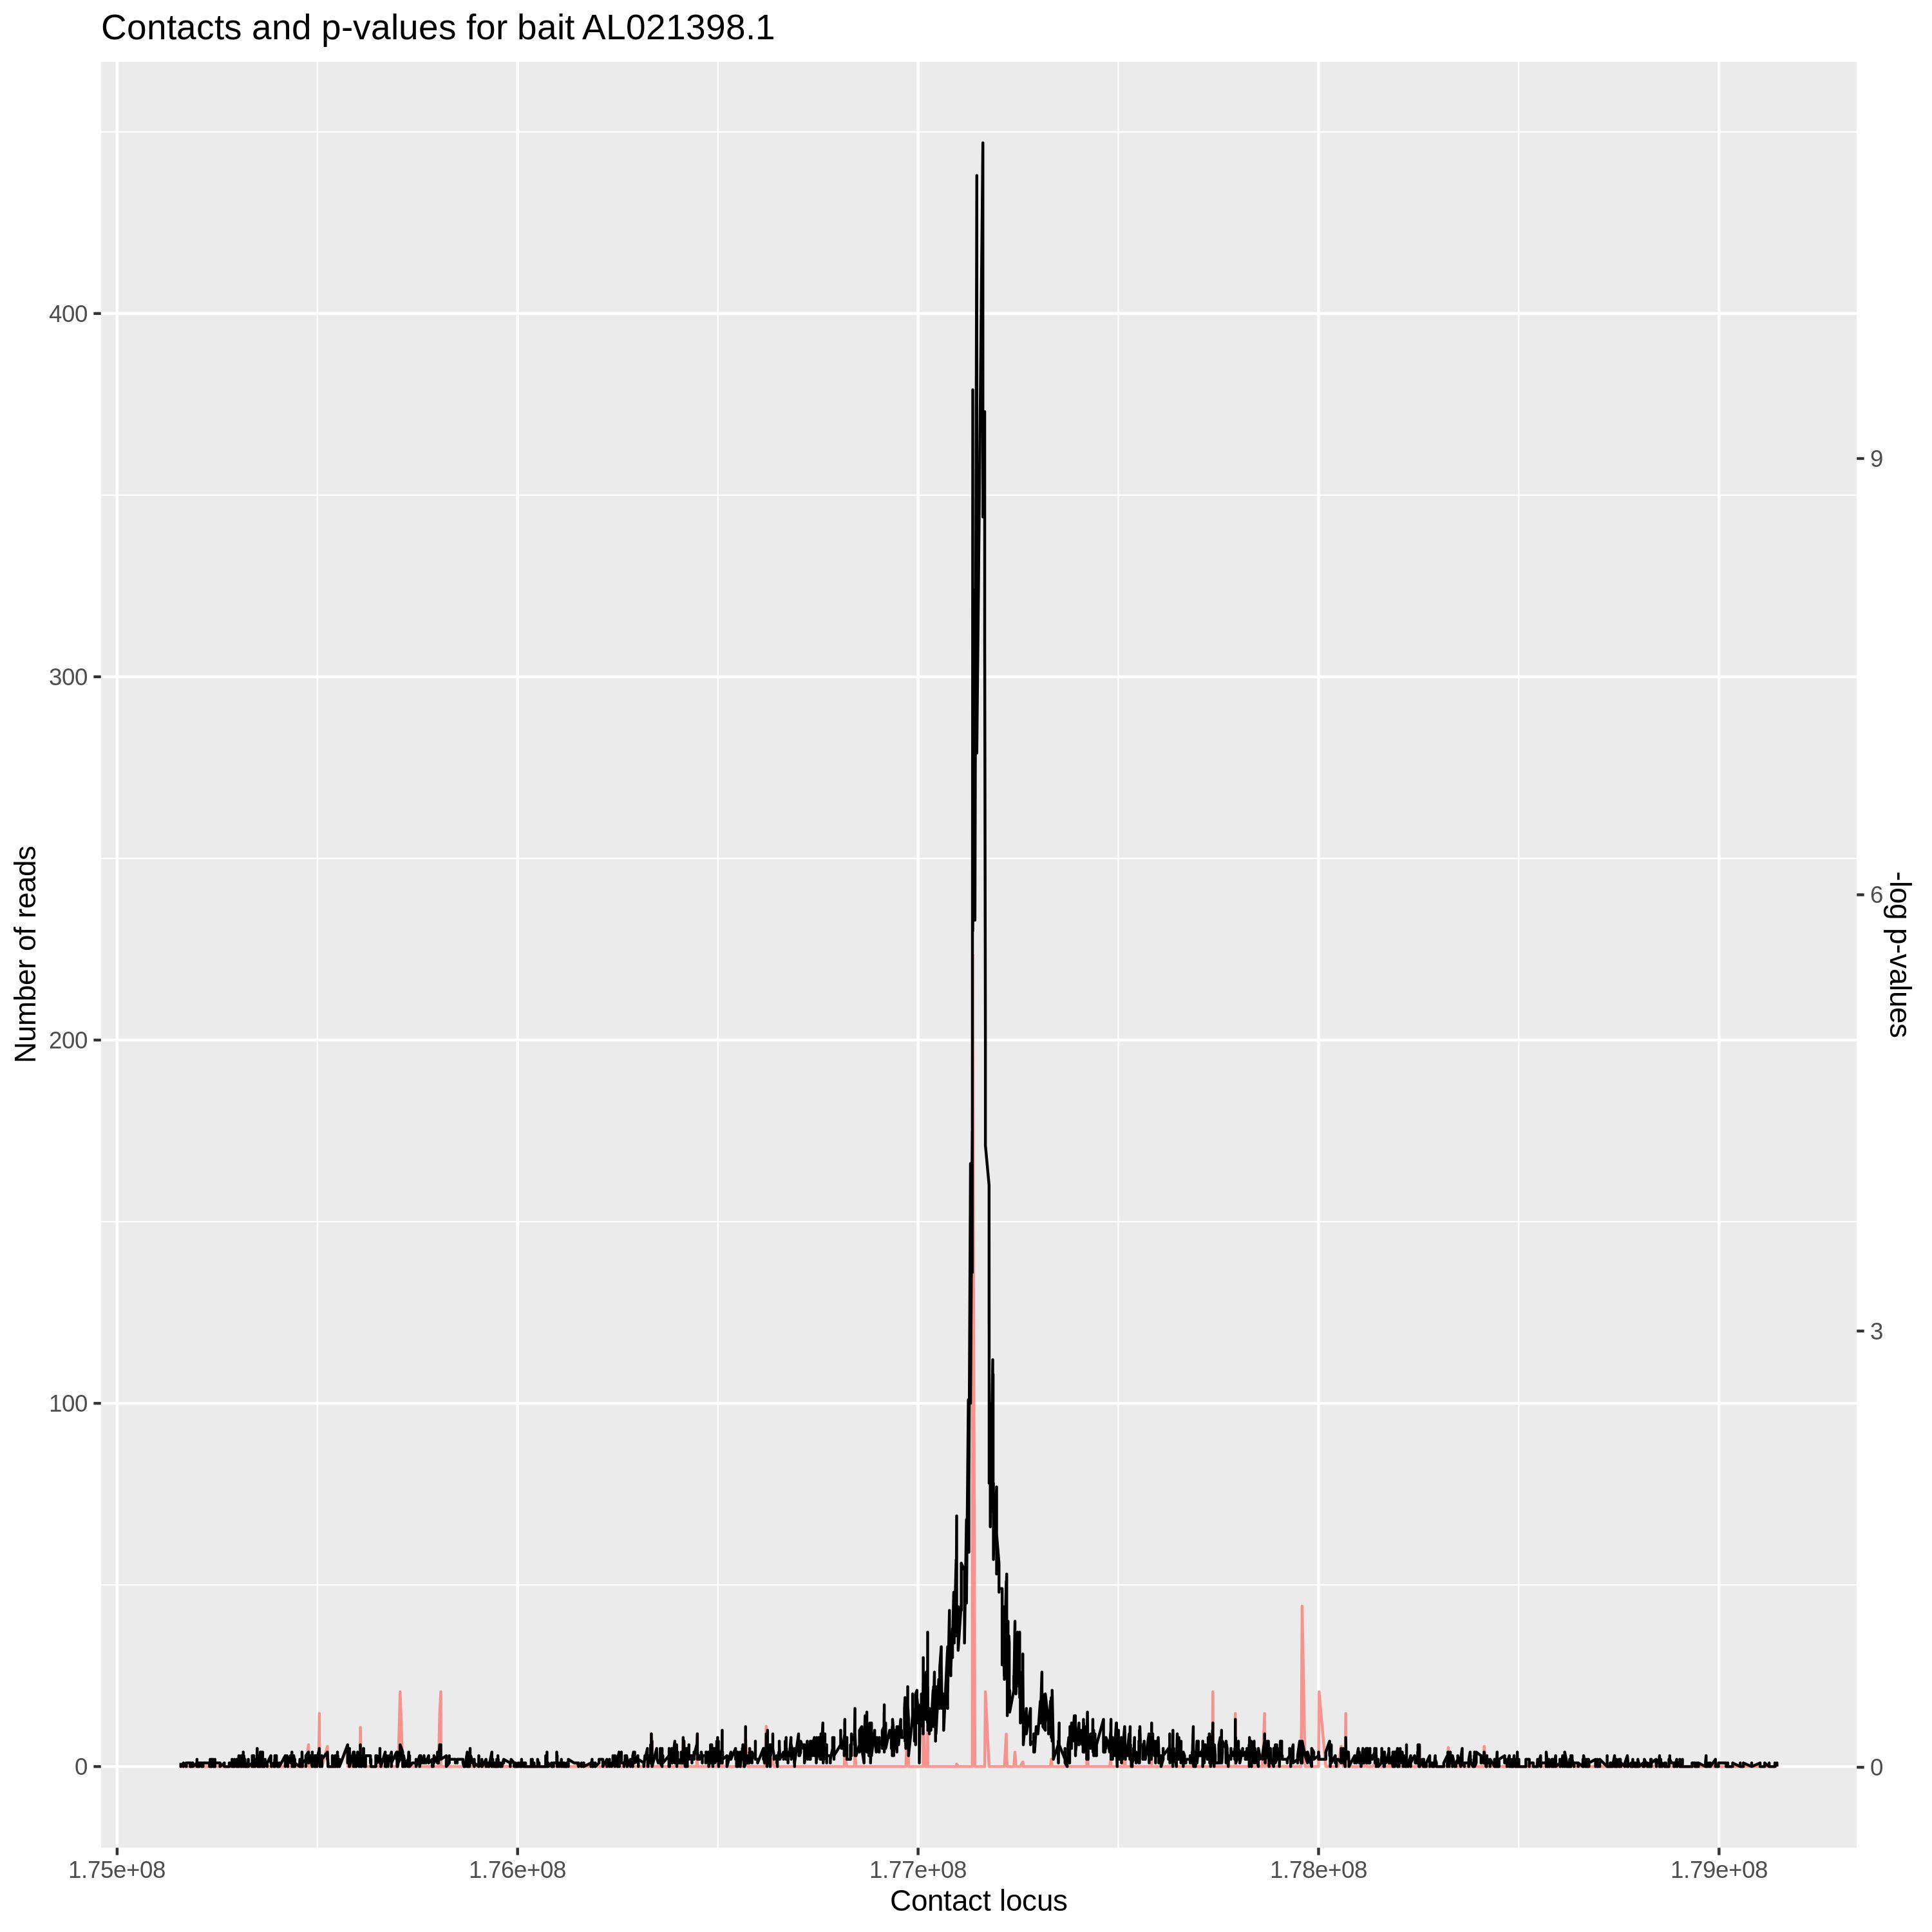 Contacts and p-values for bait AL021398.1
400
300
200
100
0
Number of reads
9
6
3
0
-log p-values
1.75e+08
1.76e+08
1.77e+08
1.78e+08
1.79e+08
Contact locus